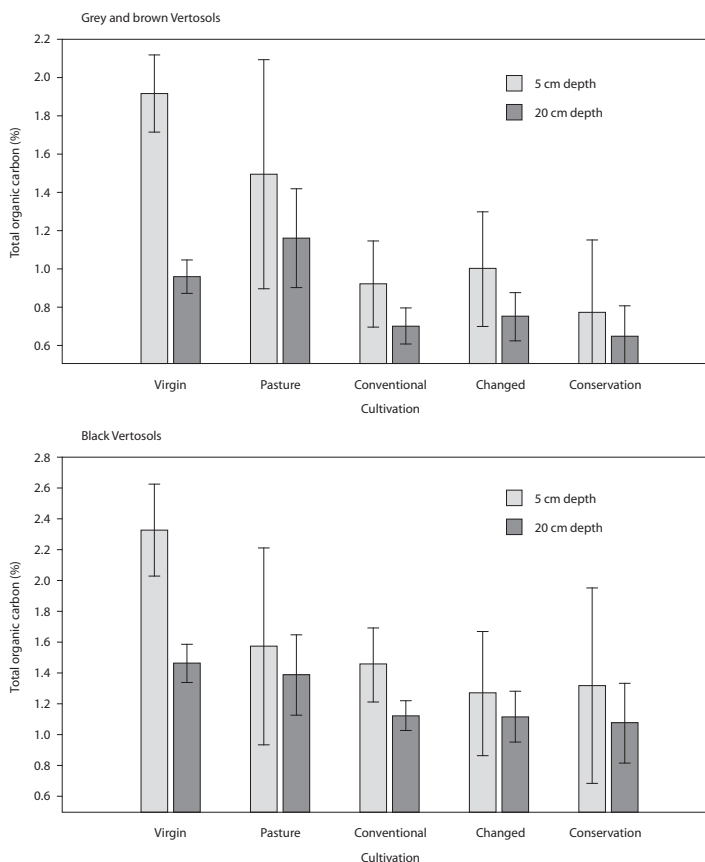 Grey and brown Vertosols
2.2
2.0
1.8
1.6
1.4
1.2
1.0
0.8
0.6
Total organic carbon (%)
5 cm depth
20 cm depth
Virgin Pasture Conventional Changed Conservation
Cultivation
Black Vertosols
2.8
2.6
2.4
2.2
2.0
1.8
1.6
1.4
1.2
1.0
0.8
0.6
Total organic carbon (%)
5 cm depth
20 cm depth
Virgin Pasture Conventional Changed Conservation
Cultivation